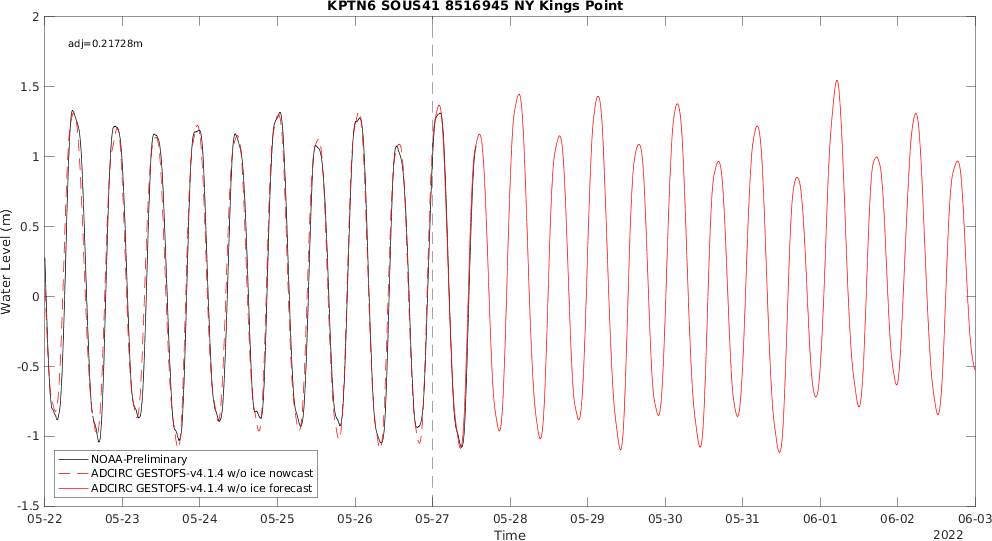 KPTN6 SOUS41 8516945 NY Kings Point
adj=0.21728m
2
1.5
1
0.5
0
-0.5
-1
-1.5
Water Level (m)
NOAA-Preliminary
ADCIRC GESTOFS-v4.1.4 w/o ice nowcast
ADCIRC GESTOFS-v4.1.4 w/o ice forecast
05-22 05-23 05-24 05-25 05-26 05-27 05-28 05-29 05-30 05-31 06-01 06-02 06-03
Time
2022